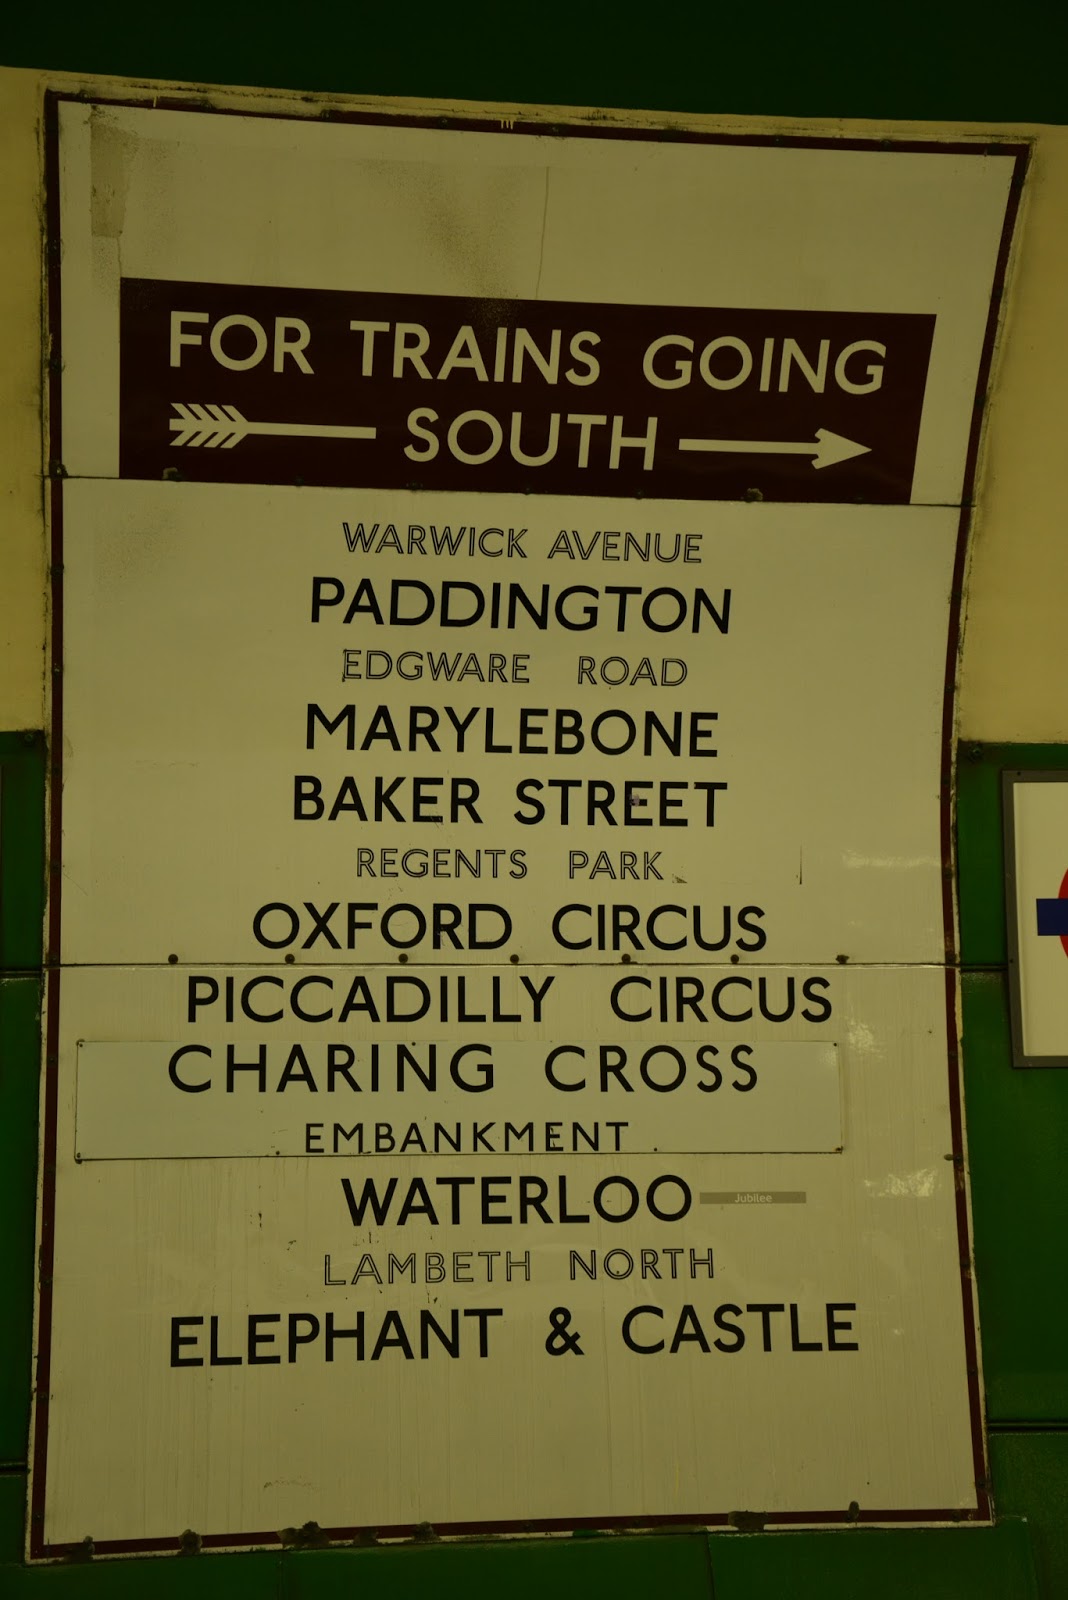 FOR TRAINS GOING
SOUTH
WARWICK AVENUE
PADDINGTON
EDGWARE ROAD
MARYLEBONE
BAKER STREET
REGENTS PARK
OXFORD CIRCUS
PICCADILLY CIRCUS
CHARING CROSS
EMBANKMENT
WATERLOO Jubilee
LAMBETH NORTH
ELEPHANT & CASTLE